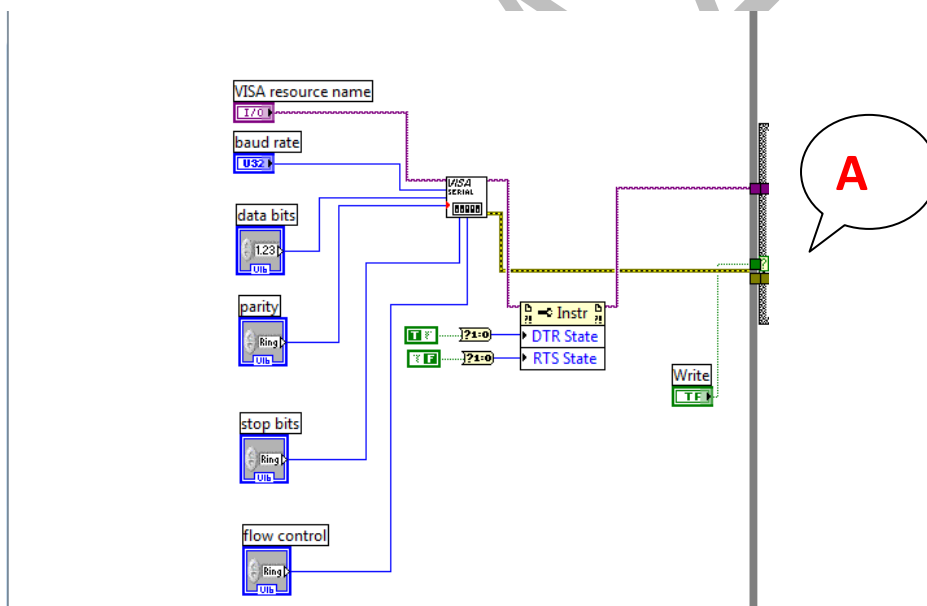 VISA resource name
I/O
baud rate
U32
VISA
SERIAL
data bits
1.23
U16
parity
Ring
U16
stop bits
Ring
U16
flow control
Ring
U16
Instr
T F
?1:0
DTR State
F
?1:0
RTS State
Write
TF
?
A